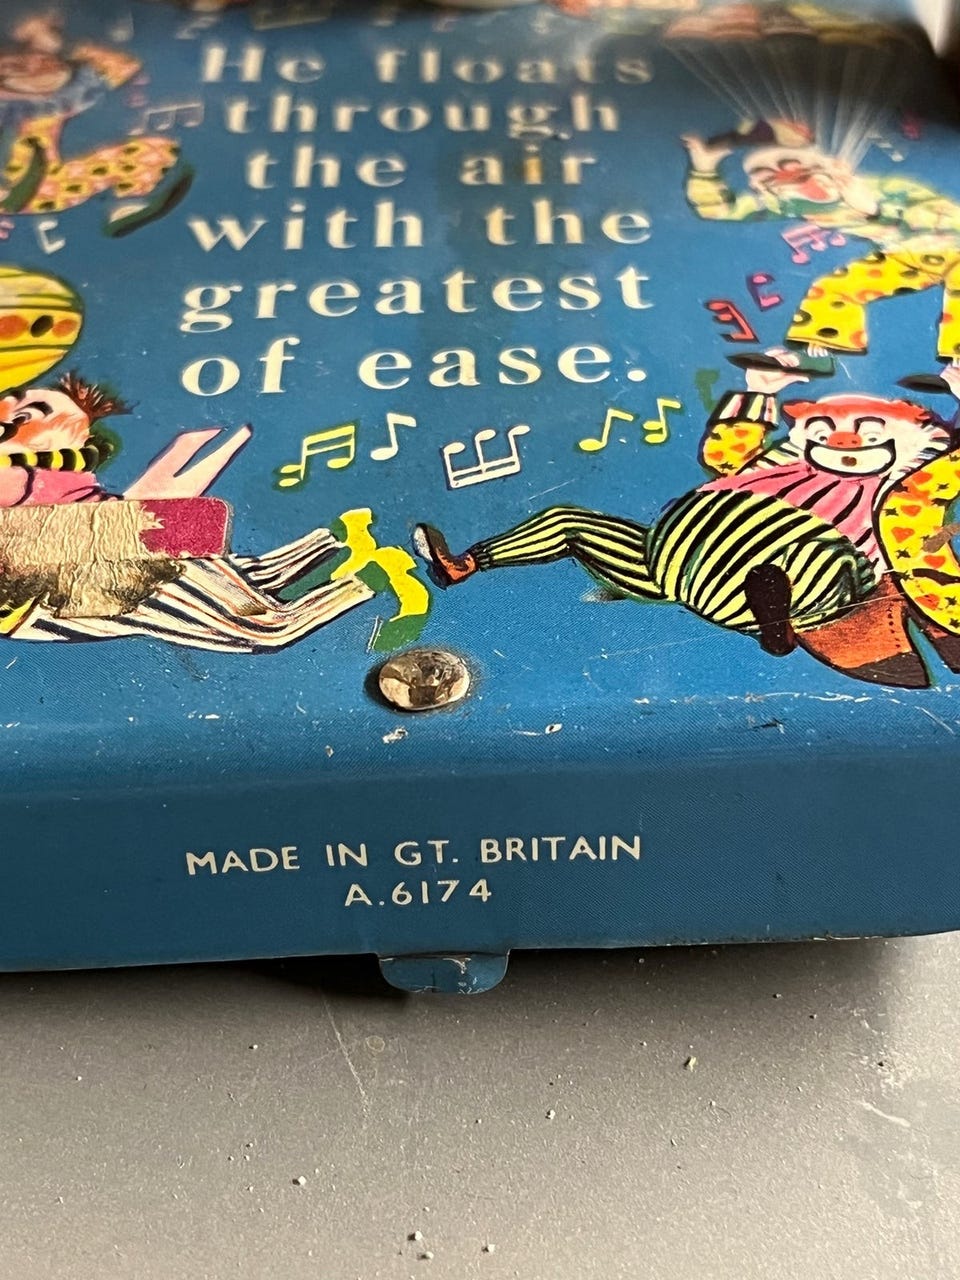 He floats
through
the air
with the
greatest
of ease.
MADE IN GT. BRITAIN
A.6174